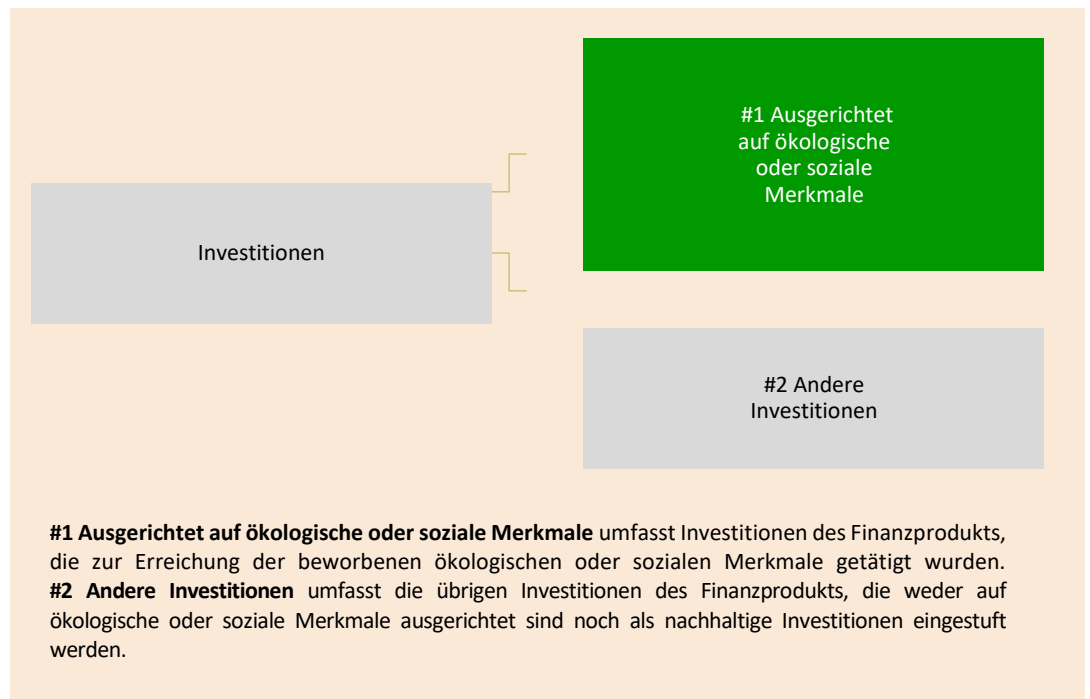 #1 Ausgerichtet
auf ökologische
oder soziale
Merkmale
Investitionen
#2 Andere
Investitionen
#1 Ausgerichtet auf ökologische oder soziale Merkmale umfasst Investitionen des Finanzprodukts,
die zur Erreichung der beworbenen ökologischen oder sozialen Merkmale getätigt wurden.
#2 Andere Investitionen umfasst die übrigen Investitionen des Finanzprodukts, die weder auf
ökologische oder soziale Merkmale ausgerichtet sind noch als nachhaltige Investitionen eingestuft
werden.